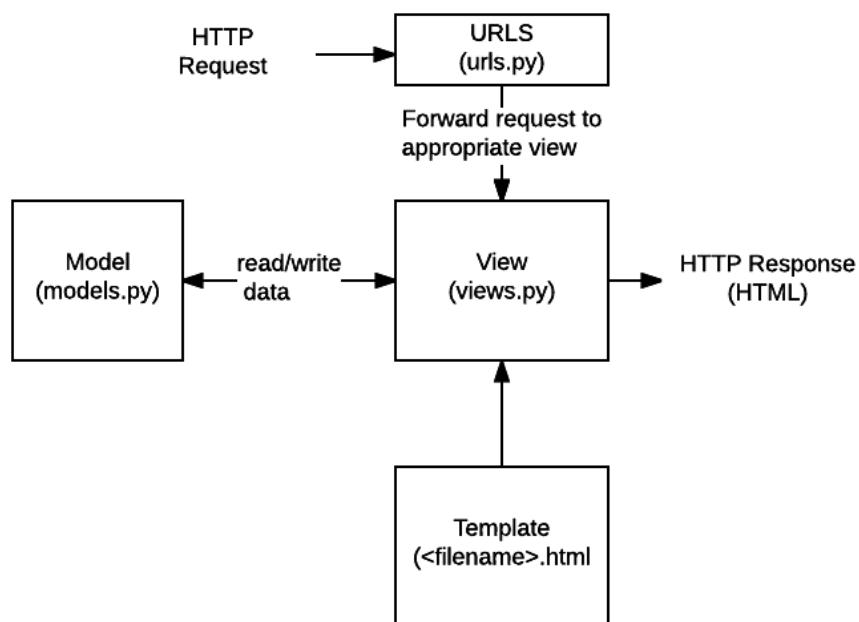 HTTP
Request
URLS
(urls.py)
Forward request to
appropriate view
Model
(models.py)
read/write
data
View
(views.py)
HTTP Response
(HTML)
Template
(<filename>.html